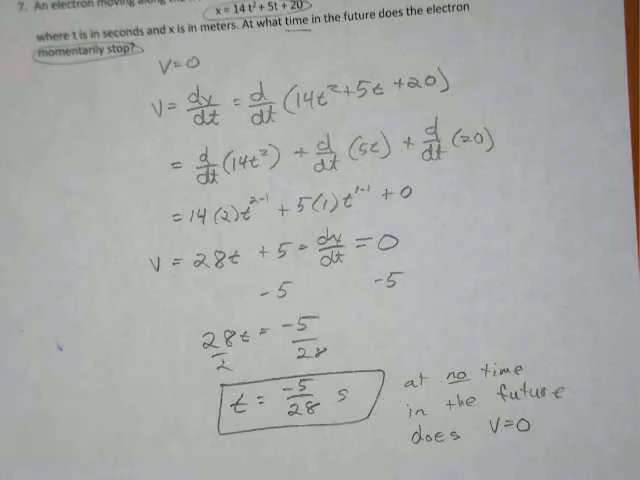 7. An electron moving along the
x = 14 t² + 5t + 20
where t is in seconds and x is in meters. At what time in the future does the electron
momentarily stop?
V=0
V = dx/dt = d/dt (14t²+5t+20)
= d/dt (14t²) + d/dt (5t) + d/dt (20)
= 14(2)t²⁻¹ + 5(1)t¹⁻¹ + 0
V = 28t + 5 = dx/dt = 0
-5 -5
28t/2 = -5/28
t = -5/28 s
at no time
in the future
does V=0